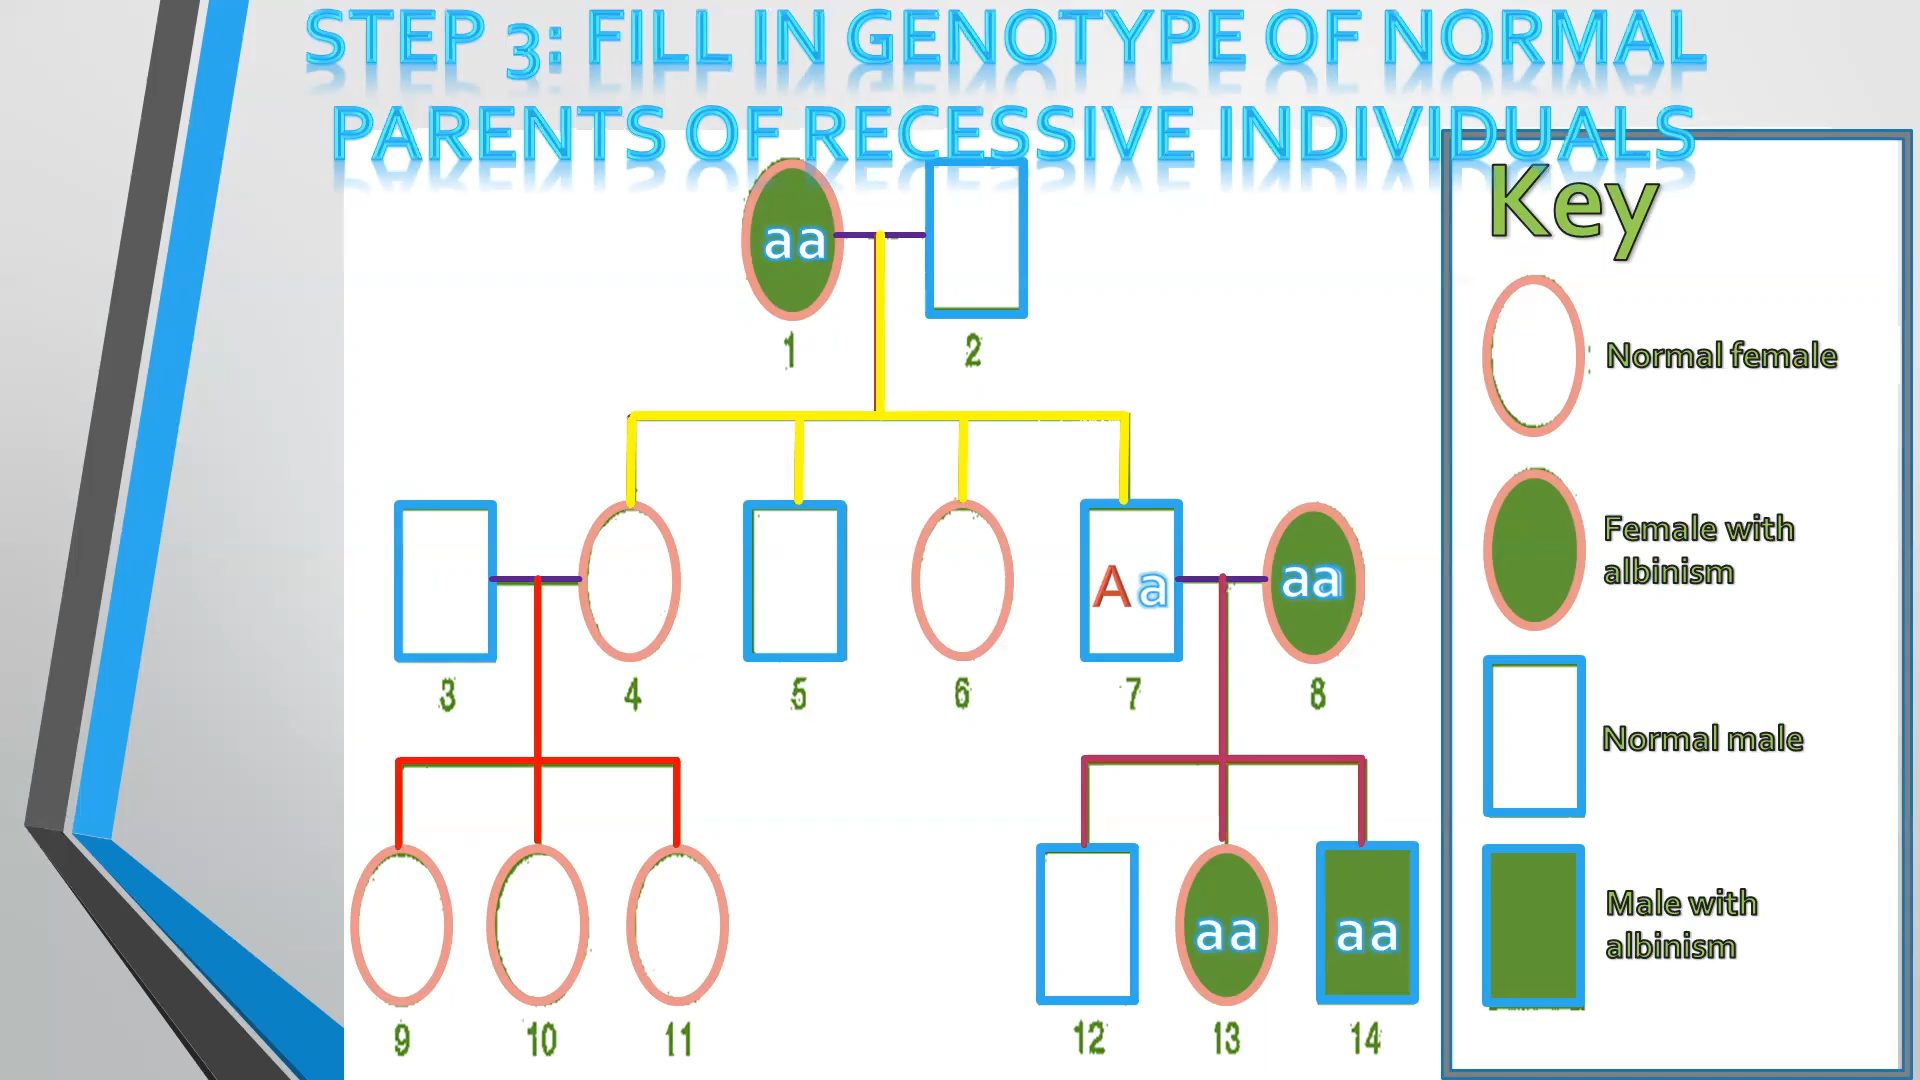 STEP 3: FILL IN GENOTYPE OF NORMAL
PARENTS OF RECESSIVE INDIVIDUALS
Key
aa
1
2
Normal female
Female with
albinism
Aa
aa
3
4
5
6
7
8
Normal male
aa
aa
Male with
albinism
9
10
11
12
13
14